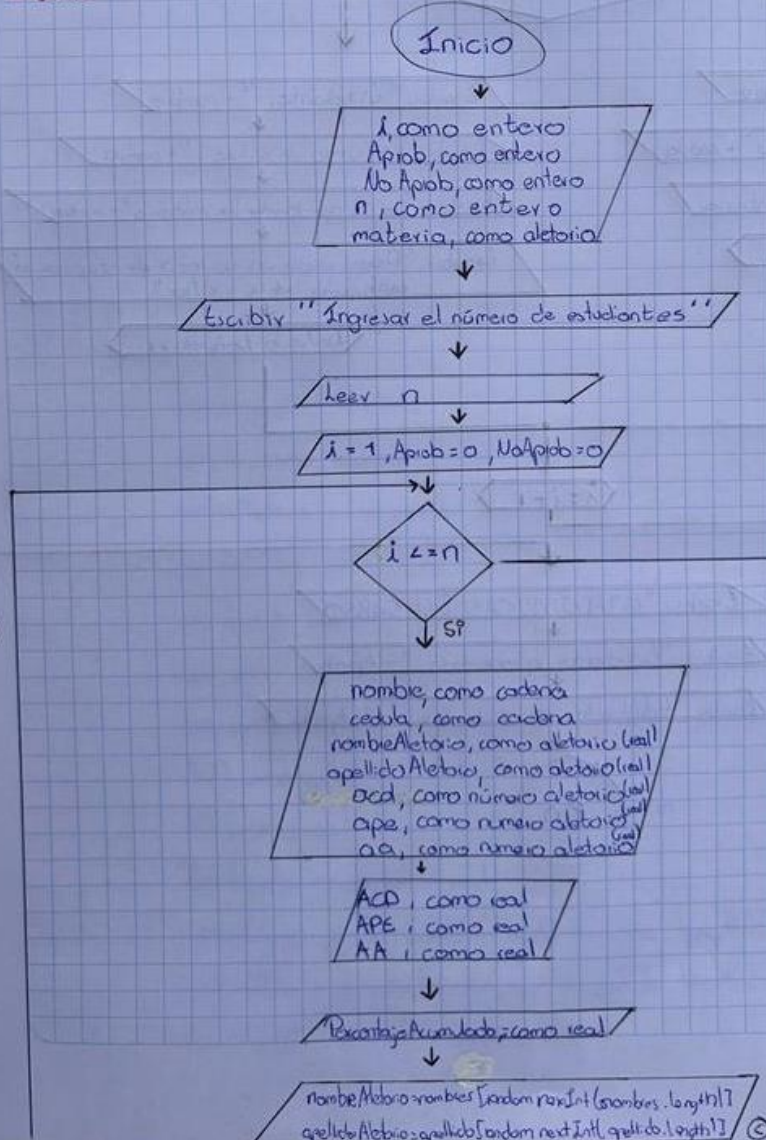 Inicio
i, como entero
Aprob, como entero
No Aprob, como entero
n, como entero
materia, como aletorio
Escribir "Ingresar el número de estudiantes"
Leer n
i = 1, Aprob = 0, NoAprob = 0
i <= n
Si
nombre, como cadena
cedula, como cadena
nombreAletorio, como aletorio (real)
apellidoAletorio, como aletorio (real)
acd, como número aletorio (real)
ape, como numero aletorio (real)
aa, como numero aletorio (real)
ACD, como real
APE, como real
AA, como real
PorcentajeAcumulado, como real
nombreAletorio=nombres[random.nextInt(nombres.length)]
apellidoAletorio=apellido[random.nextInt(apellido.length)]